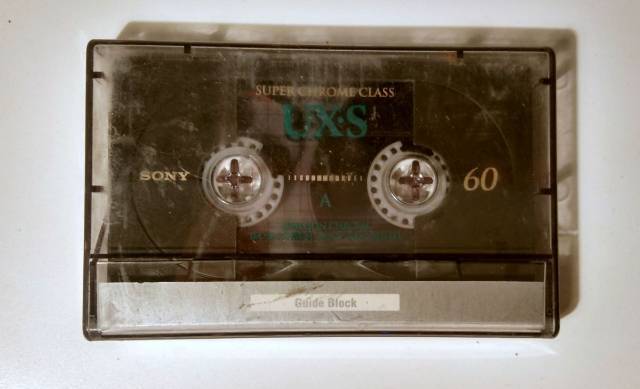 SUPER CHROME CLASS
UX·S
SONY
60
A
Guide Block